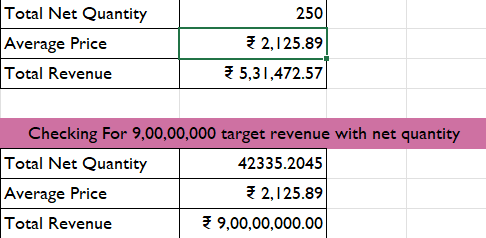 Total Net Quantity 250
Average Price ₹ 2,125.89
Total Revenue ₹ 5,31,472.57
Checking For 9,00,00,000 target revenue with net quantity
Total Net Quantity 42335.2045
Average Price ₹ 2,125.89
Total Revenue ₹ 9,00,00,000.00